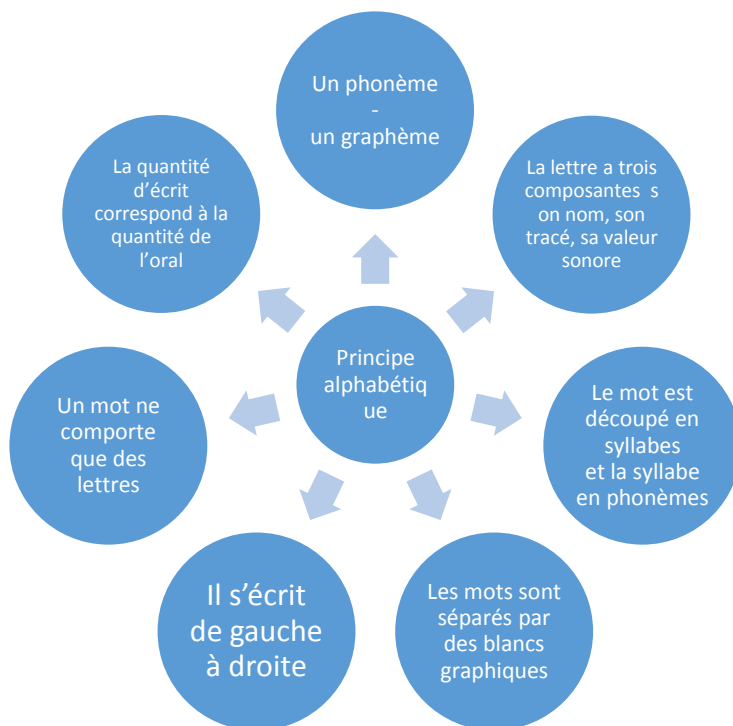 Un phonème
-
un graphème
La lettre a trois
composantes s
on nom, son
tracé, sa valeur
sonore
Le mot est
découpé en
syllabes
et la syllabe
en phonèmes
Les mots sont
séparés par
des blancs
graphiques
Il s’écrit
de gauche
à droite
Un mot ne
comporte
que des
lettres
La quantité
d’écrit
correspond à la
quantité de
l’oral
Principe
alphabétiq
ue